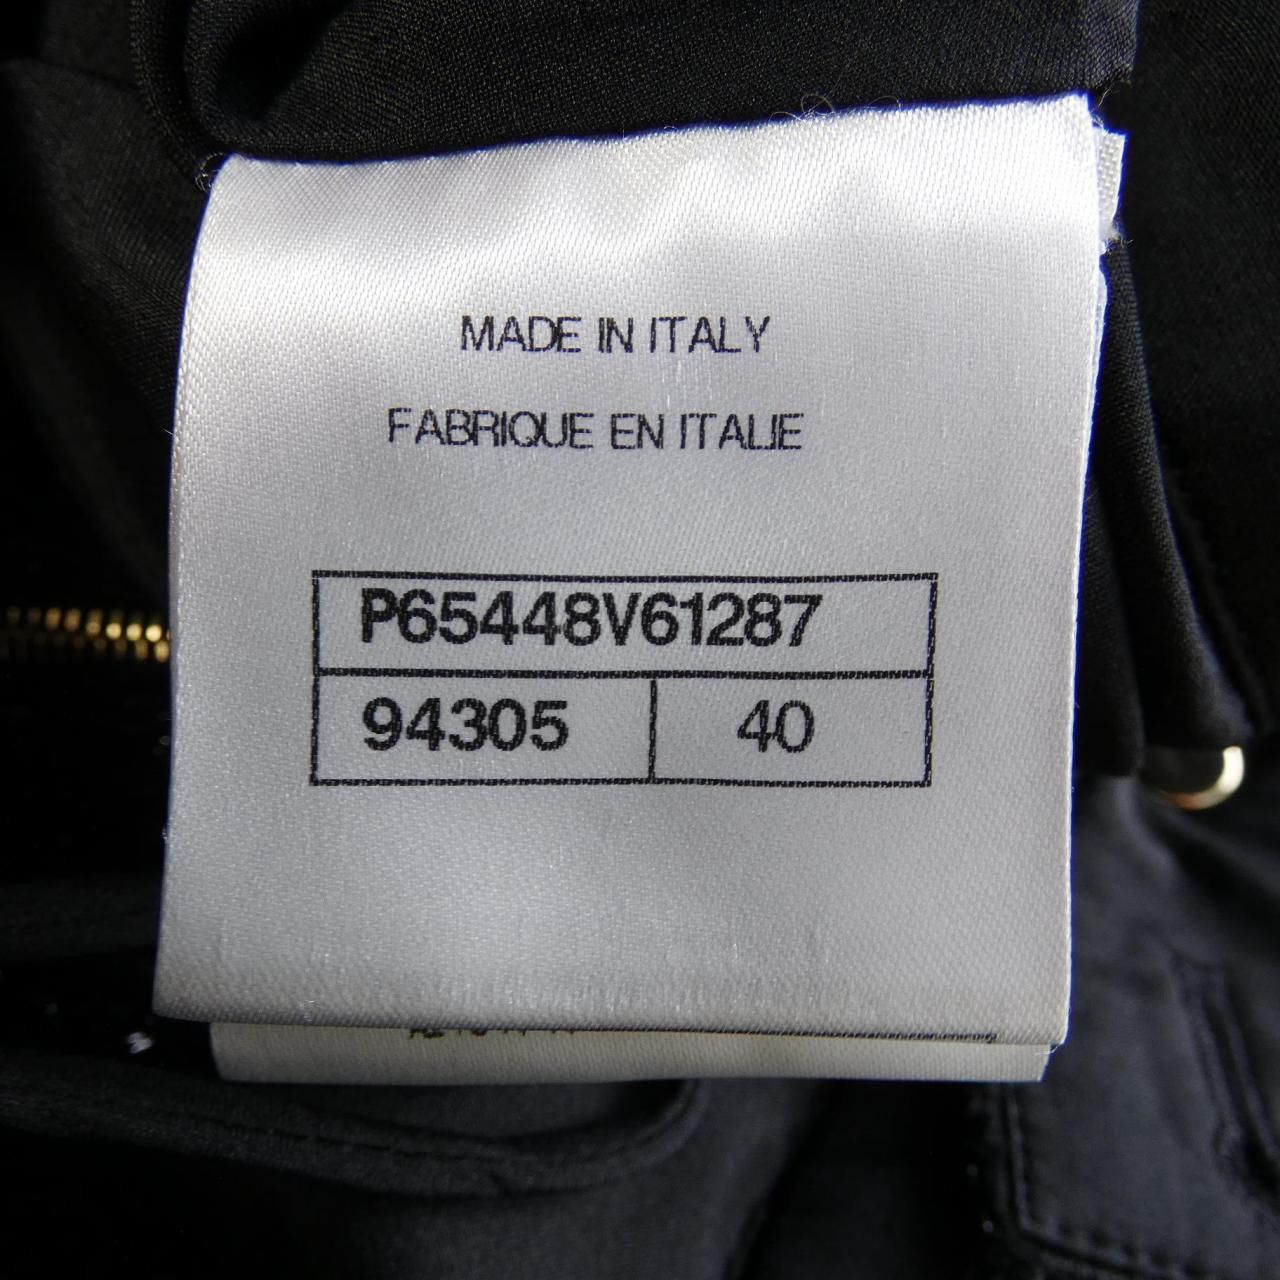 MADE IN ITALY
FABRIQUE EN ITALIE
P65448V61287
94305 40